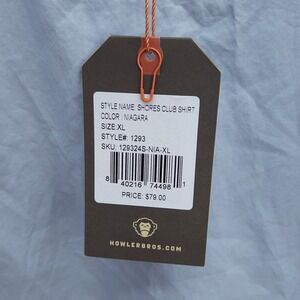 STYLE NAME: SHORES CLUB SHIRT
COLOR : NIAGARA
SIZE:XL
STYLE#: 1293
SKU: 129324S-NIA-XL
8 40216 74498 1
PRICE: $79.00
HOWLERBROS.COM